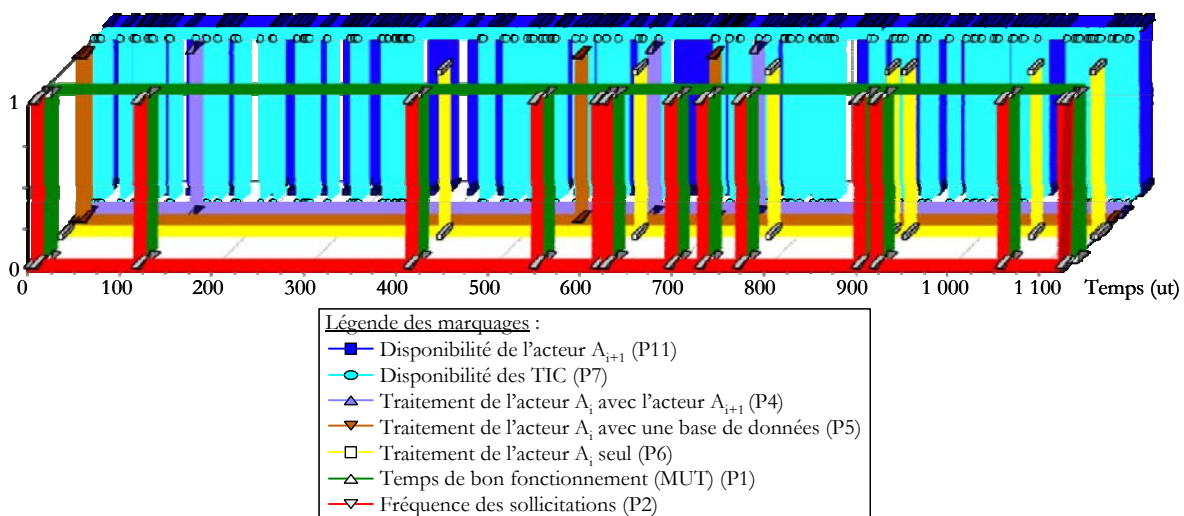 1
0
0 100 200 300 400 500 600 700 800 900 1 000 1 100 Temps (ut)
Légende des marquages :
Disponibilité de l'acteur Ai+1 (P11)
Disponibilité des TIC (P7)
Traitement de l'acteur Ai avec l'acteur Ai+1 (P4)
Traitement de l'acteur Ai avec une base de données (P5)
Traitement de l'acteur Ai seul (P6)
Temps de bon fonctionnement (MUT) (P1)
Fréquence des sollicitations (P2)